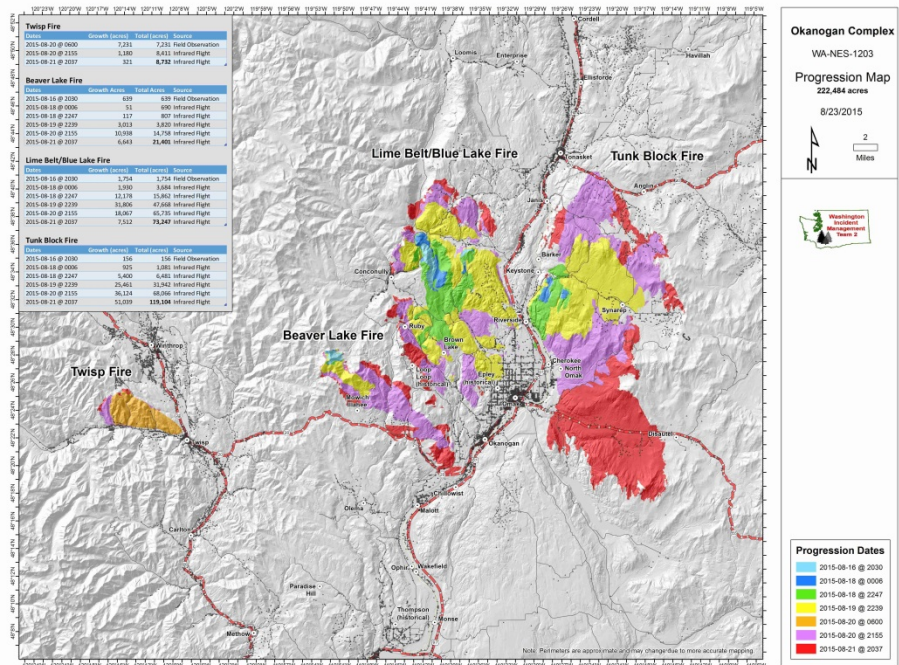 Twisp Fire
Dates Growth (acres) Total (acres) Source
2015-08-20 @ 0600 7,231 7,231 Field Observation
2015-08-20 @ 2155 1,180 8,411 Infrared Flight
2015-08-21 @ 2037 321 8,732 Infrared Flight
Beaver Lake Fire
Dates Growth Acres Total Acres Source
2015-08-16 @ 2030 639 639 Field Observation
2015-08-18 @ 0006 51 690 Infrared Flight
2015-08-18 @ 2247 117 807 Infrared Flight
2015-08-19 @ 2239 3,013 3,820 Infrared Flight
2015-08-20 @ 2155 10,938 14,758 Infrared Flight
2015-08-21 @ 2037 6,643 21,401 Infrared Flight
Lime Belt/Blue Lake Fire
Dates Growth (acres) Total (acres) Source
2015-08-16 @ 2030 1,754 1,754 Field Observation
2015-08-18 @ 0006 1,930 3,684 Infrared Flight
2015-08-18 @ 2247 12,178 15,862 Infrared Flight
2015-08-19 @ 2239 31,806 47,668 Infrared Flight
2015-08-20 @ 2155 18,067 65,735 Infrared Flight
2015-08-21 @ 2037 7,512 73,247 Infrared Flight
Tunk Block Fire
Dates Growth (acres) Total (acres) Source
2015-08-16 @ 2030 156 156 Field Observation
2015-08-18 @ 0006 925 1,081 Infrared Flight
2015-08-18 @ 2247 5,400 6,481 Infrared Flight
2015-08-19 @ 2239 25,461 31,942 Infrared Flight
2015-08-20 @ 2155 36,124 68,066 Infrared Flight
2015-08-21 @ 2037 51,039 119,104 Infrared Flight
Cordell
Loomis
Enterprise
Havillah
Ellisforde
Lime Belt/Blue Lake Fire
Tonasket
Tunk Block Fire
Anglin
Janis
Barker
Conconully
Keystone
Synarep
Riverside
Ruby
Beaver Lake Fire
Brown
Lake
Winthrop
Cherokee
North
Omak
Loop
Loop
(historical)
Epley
(historical)
Twisp Fire
Disautel
Twisp
Okanogan
Chiliwist
Olema
Malott
Carlton
Ophir
Wakefield
Paradise
Hill
Thompson
(historical)
Monse
Methow
Note: Perimeters are approximate and may change due to more accurate mapping
Okanogan Complex
WA-NES-1203
Progression Map
222,484 acres
8/23/2015
N
2
Miles
Washington
Incident
Management
Team 2
Progression Dates
2015-08-16 @ 2030
2015-08-18 @ 0006
2015-08-18 @ 2247
2015-08-19 @ 2239
2015-08-20 @ 0600
2015-08-20 @ 2155
2015-08-21 @ 2037